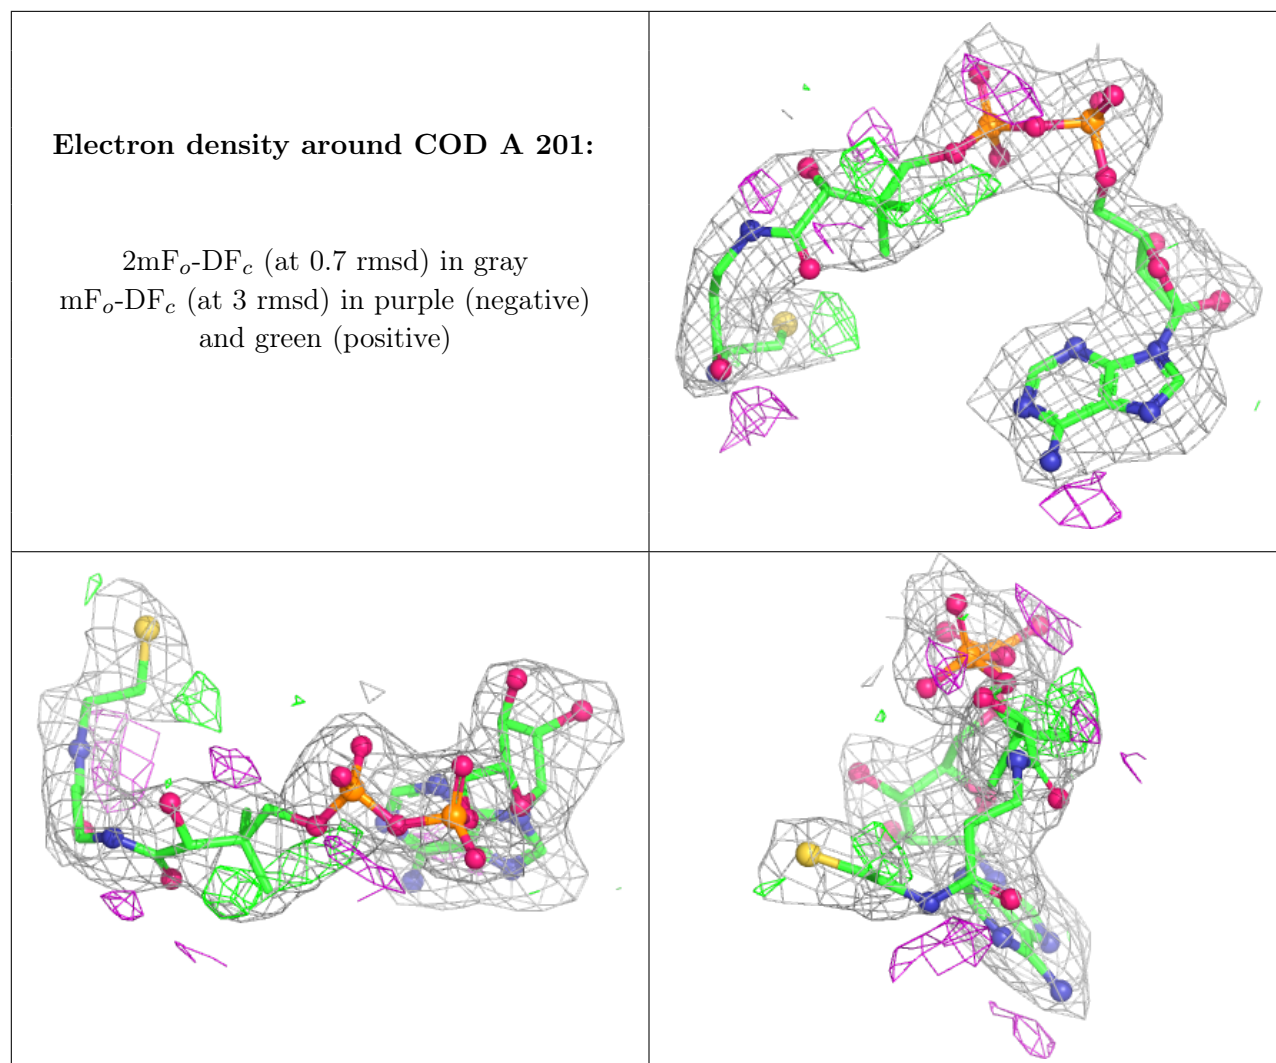 Electron density around COD A 201:
2mFo-DFc (at 0.7 rmsd) in gray
mFo-DFc (at 3 rmsd) in purple (negative)
and green (positive)